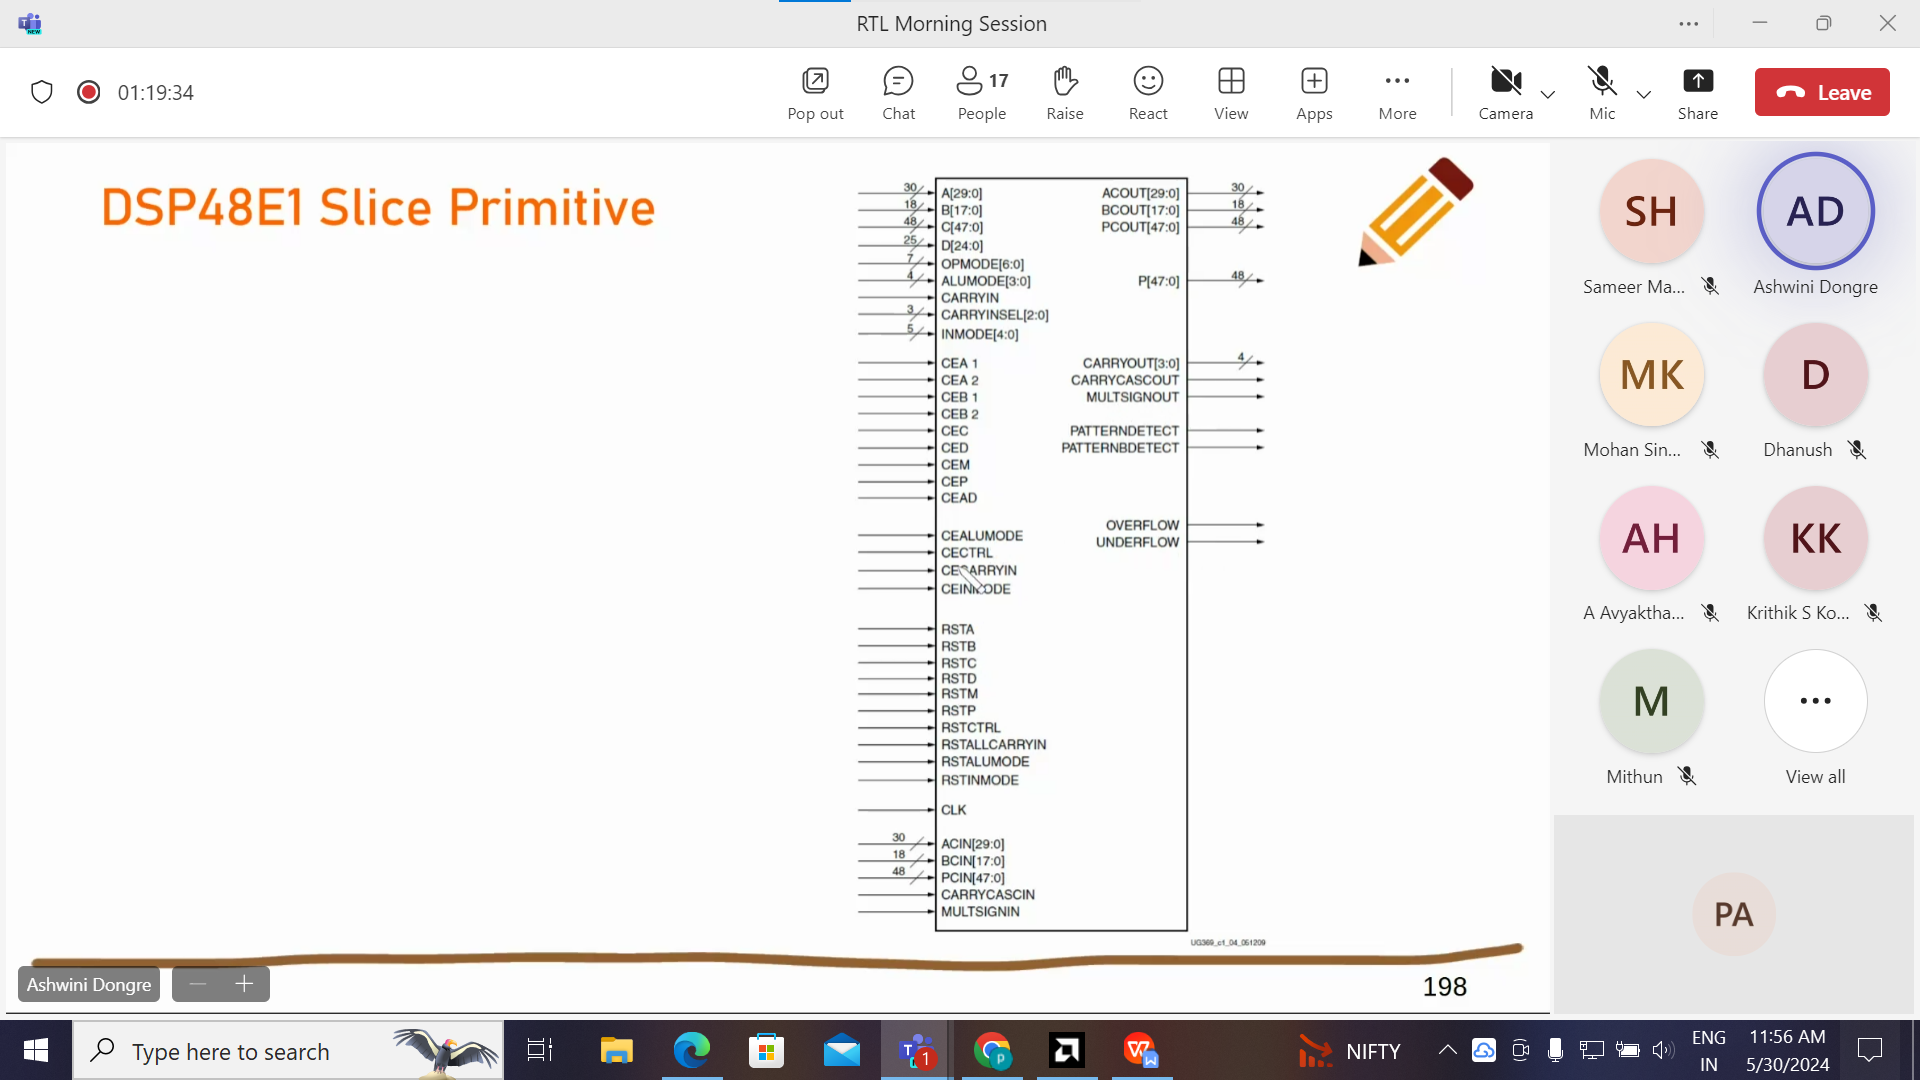 RTL Morning Session
01:19:34
Pop out
Chat
17
People
Raise
React
View
Apps
More
Camera
Mic
Share
Leave
DSP48E1 Slice Primitive
30 A[29:0] ACOUT[29:0] 30
18 B[17:0] BCOUT[17:0] 18
48 C[47:0] PCOUT[47:0] 48
25 D[24:0]
7 OPMODE[6:0]
4 ALUMODE[3:0] P[47:0] 48
CARRYIN
3 CARRYINSEL[2:0]
5 INMODE[4:0]
CEA 1 CARRYOUT[3:0] 4
CEA 2 CARRYCASCOUT
CEB 1 MULTSIGNOUT
CEB 2
CEC PATTERNDETECT
CED PATTERNBDETECT
CEM
CEP
CEAD
OVERFLOW
CEALUMODE
UNDERFLOW
CECTRL
CECARRYIN
CEINMODE
RSTA
RSTB
RSTC
RSTD
RSTM
RSTP
RSTCTRL
RSTALLCARRYIN
RSTALUMODE
RSTINMODE
CLK
30 ACIN[29:0]
18 BCIN[17:0]
48 PCIN[47:0]
CARRYCASCIN
MULTSIGNIN
UG369_c1_04_051209
198
Ashwini Dongre
SH
Sameer Ma...
AD
Ashwini Dongre
MK
Mohan Sin...
D
Dhanush
AH
A Avyaktha...
KK
Krithik S Ko...
M
Mithun
View all
PA
Type here to search
1
p
W
NIFTY
ENG
IN
11:56 AM
5/30/2024